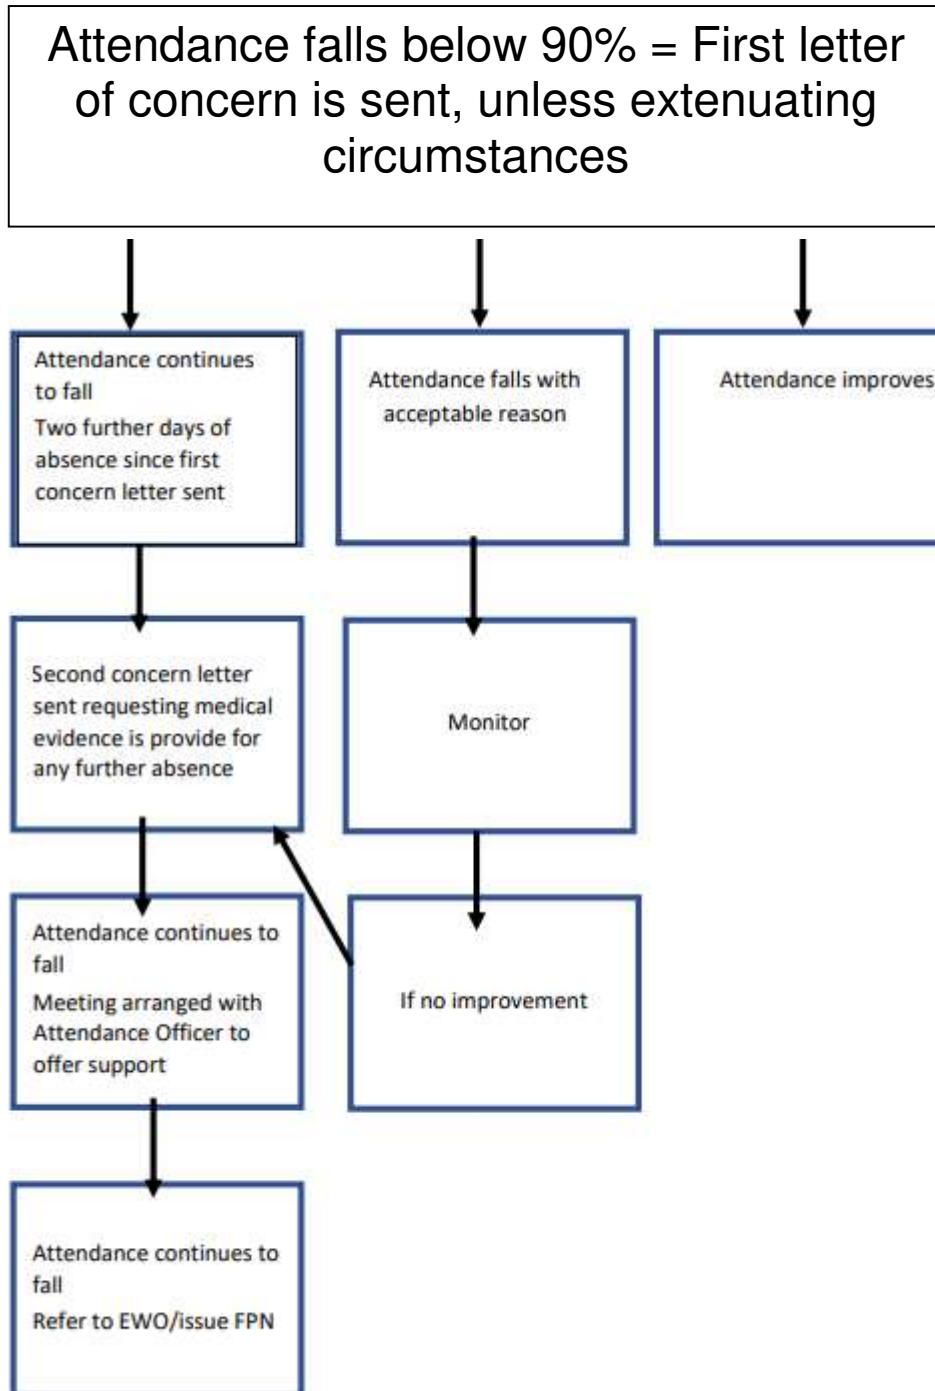 Attendance falls below 90% = First letter
of concern is sent, unless extenuating
circumstances
Attendance continues
to fall
Two further days of
absence since first
concern letter sent
Attendance falls with
acceptable reason
Attendance improves
Second concern letter
sent requesting medical
evidence is provide for
any further absence
Monitor
Attendance continues to
fall
Meeting arranged with
Attendance Officer to
offer support
If no improvement
Attendance continues to
fall
Refer to EWO/issue FPN